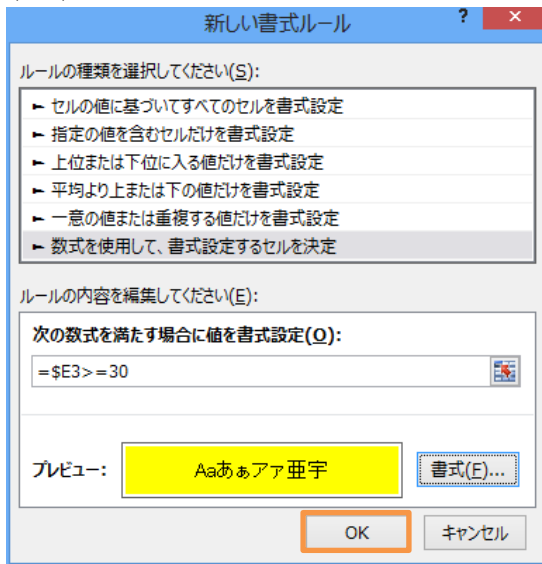 新しい書式ルール ? ×
ルールの種類を選択してください(S):
► セルの値に基づいてすべてのセルを書式設定
► 指定の値を含むセルだけを書式設定
► 上位または下位に入る値だけを書式設定
► 平均より上または下の値だけを書式設定
► 一意の値または重複する値だけを書式設定
► 数式を使用して、書式設定するセルを決定
ルールの内容を編集してください(E):
次の数式を満たす場合に値を書式設定(O):
=$E3>=30
プレビュー: Aaあぁアァ亜宇 書式(F)...
OK キャンセル